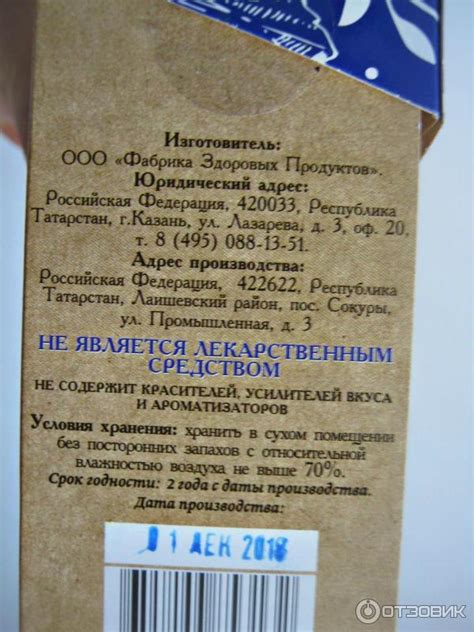 Изготовитель:
ООО «Фабрика Здоровых Продуктов».
Юридический адрес:
Российская Федерация, 420033, Республика
Татарстан, г.Казань, ул. Лазарева, д. 3, оф. 20,
т. 8 (495) 088-13-51.
Адрес производства:
Российская Федерация, 422622, Республика
Татарстан, Лаишевский район, пос. Сокуры,
ул. Промышленная, д. 3
НЕ ЯВЛЯЕТСЯ ЛЕКАРСТВЕННЫМ
СРЕДСТВОМ
НЕ СОДЕРЖИТ КРАСИТЕЛЕЙ, УСИЛИТЕЛЕЙ ВКУСА
И АРОМАТИЗАТОРОВ
Условия хранения: хранить в сухом помещении
без посторонних запахов с относительной
влажностью воздуха не выше 70%.
Срок годности: 2 года с даты производства.
Дата производства:
01 ДЕК 2018
ОТЗОВИК